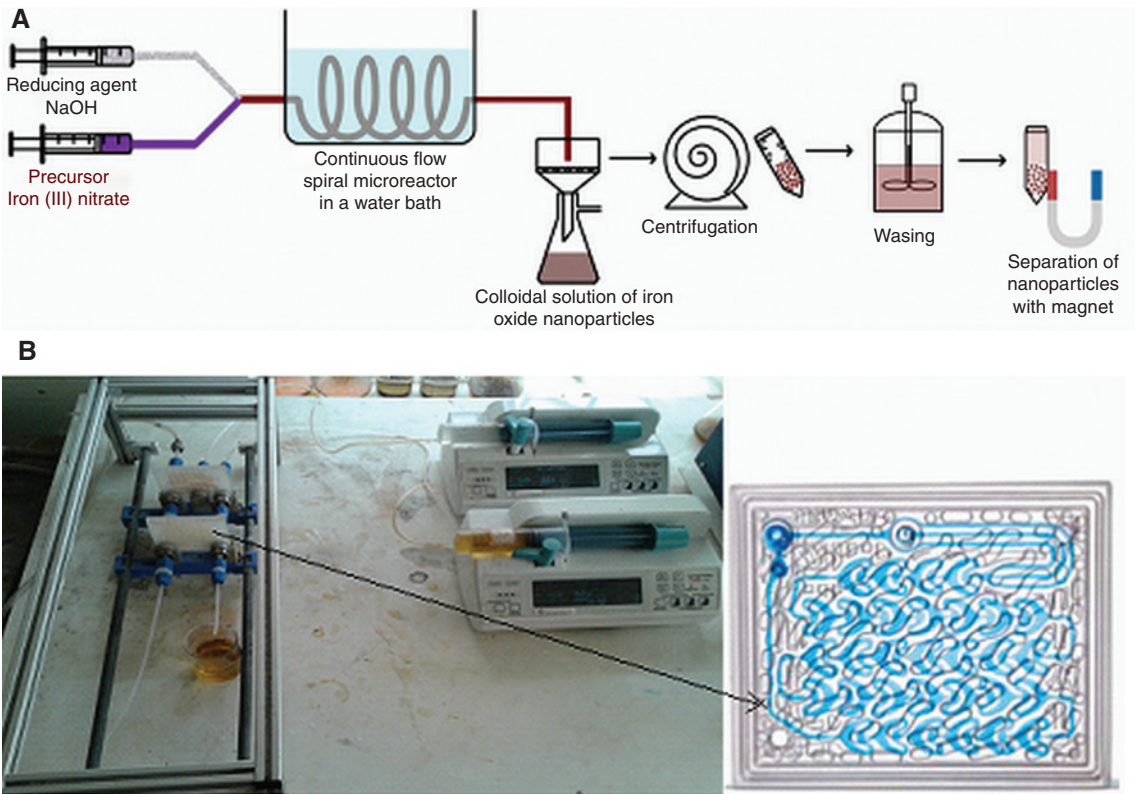 A
Reducing agent
NaOH
Precursor
Iron (III) nitrate
Continuous flow
spiral microreactor
in a water bath
Colloidal solution of iron
oxide nanoparticles
Centrifugation
Wasing
Separation of
nanoparticles
with magnet
B